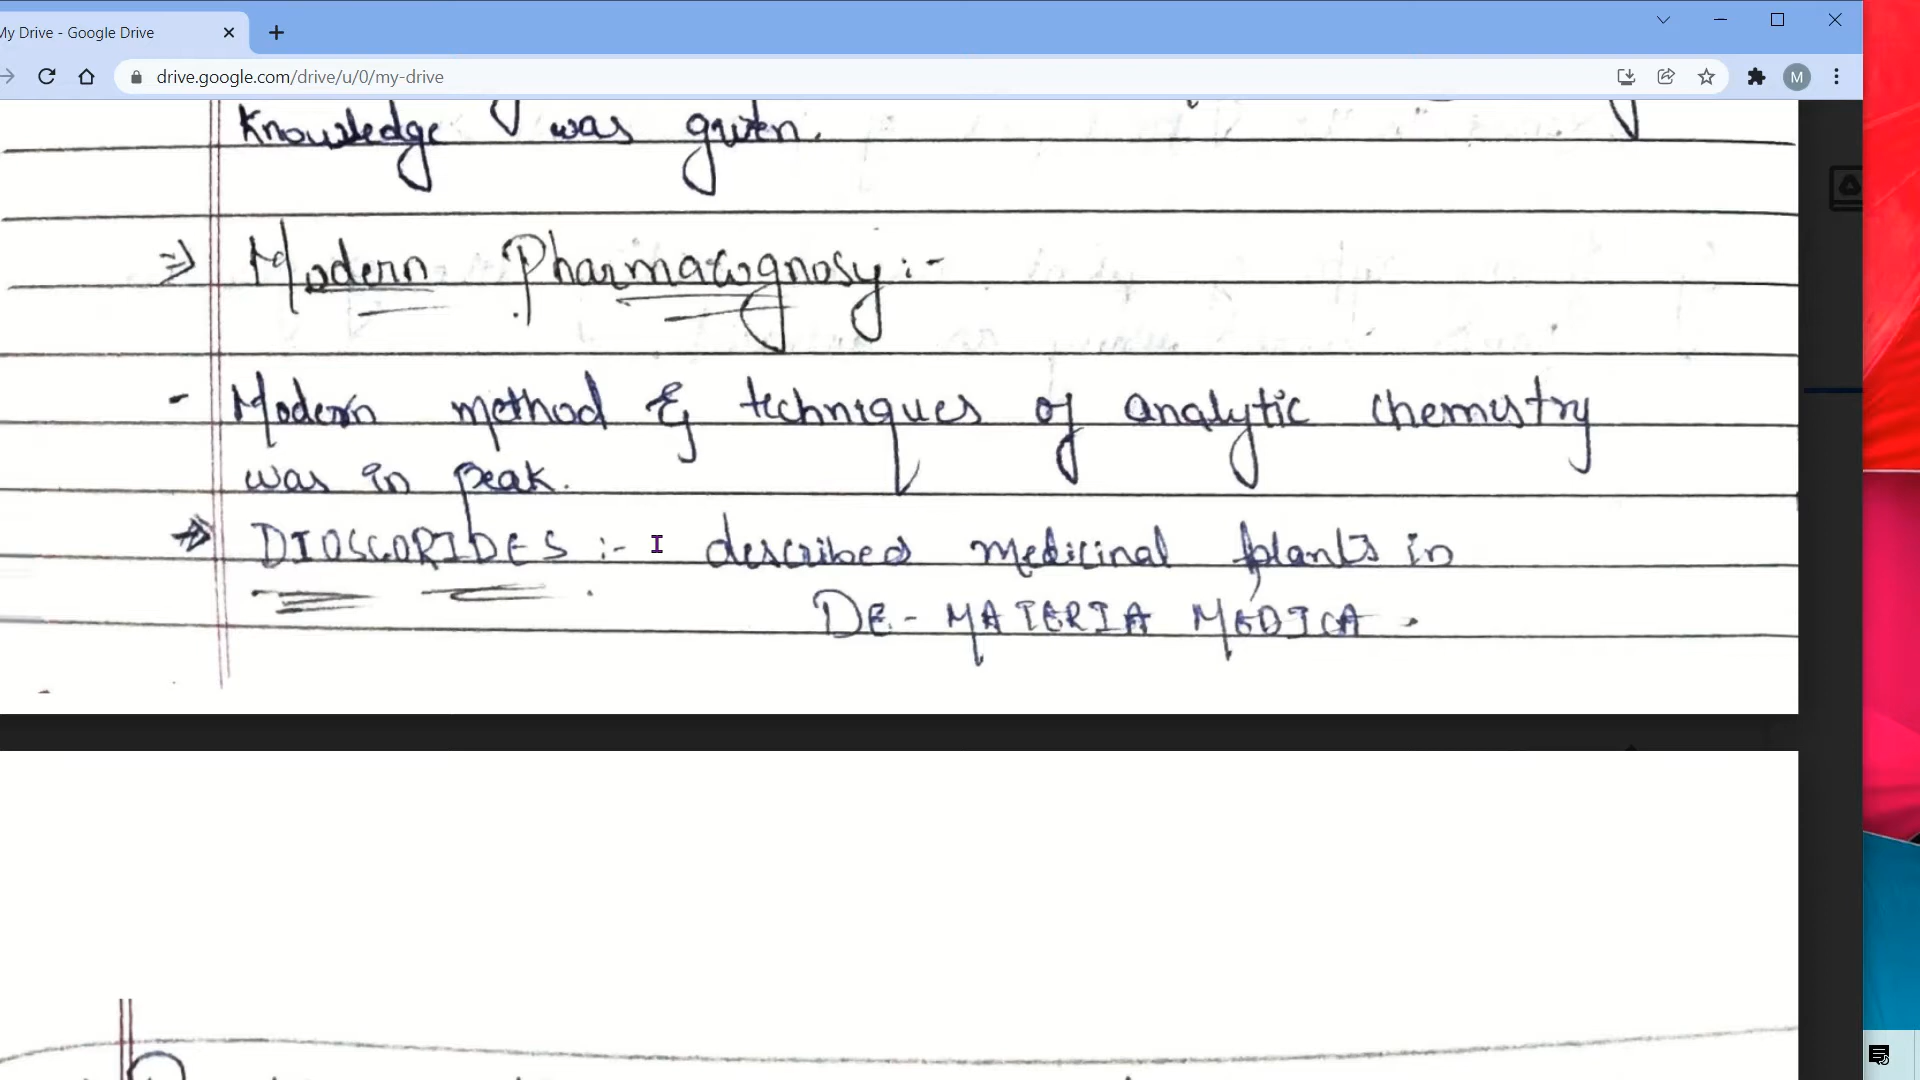 My Drive - Google Drive
drive.google.com/drive/u/0/my-drive
M
Knowledge was given.
⇒ Modern Pharmacognosy :-
- Modern method & techniques of analytic chemistry
was in peak.
⇒ DIOSCORIDES :- described medicinal plants in
DE - MATERIA MEDICA .